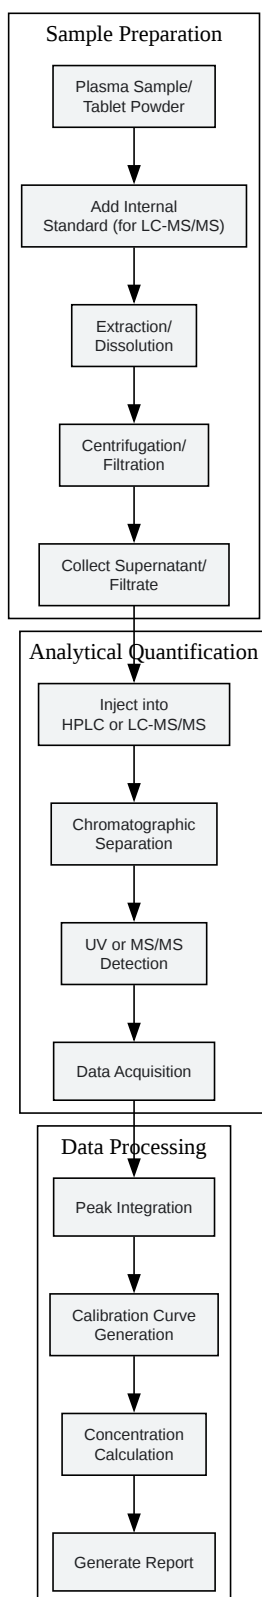 Sample Preparation
Plasma Sample/
Tablet Powder
Add Internal
Standard (for LC-MS/MS)
Extraction/
Dissolution
Centrifugation/
Filtration
Collect Supernatant/
Filtrate
Analytical Quantification
Inject into
HPLC or LC-MS/MS
Chromatographic
Separation
UV or MS/MS
Detection
Data Acquisition
Data Processing
Peak Integration
Calibration Curve
Generation
Concentration
Calculation
Generate Report